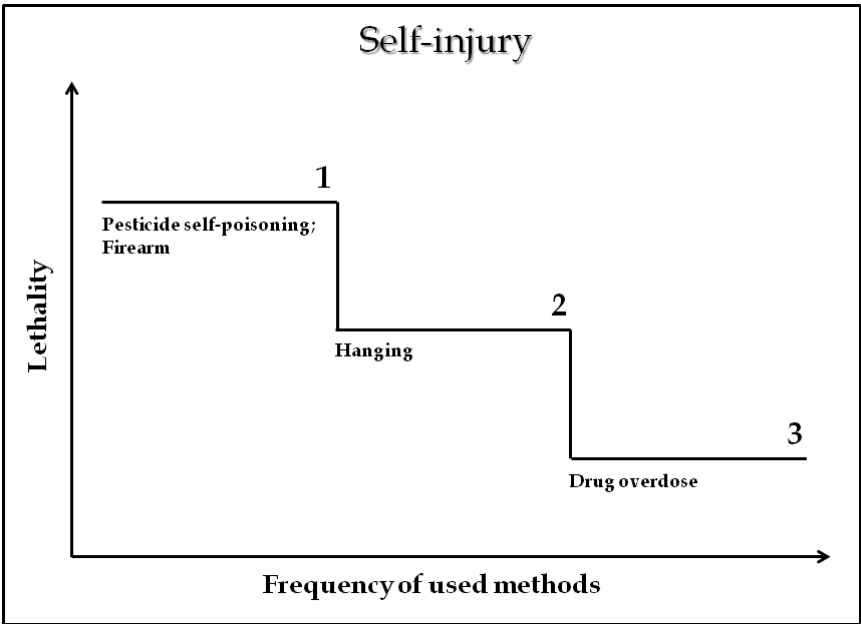 Self-injury
1
Pesticide self-poisoning;
Firearm
2
Hanging
3
Drug overdose
Lethality
Frequency of used methods